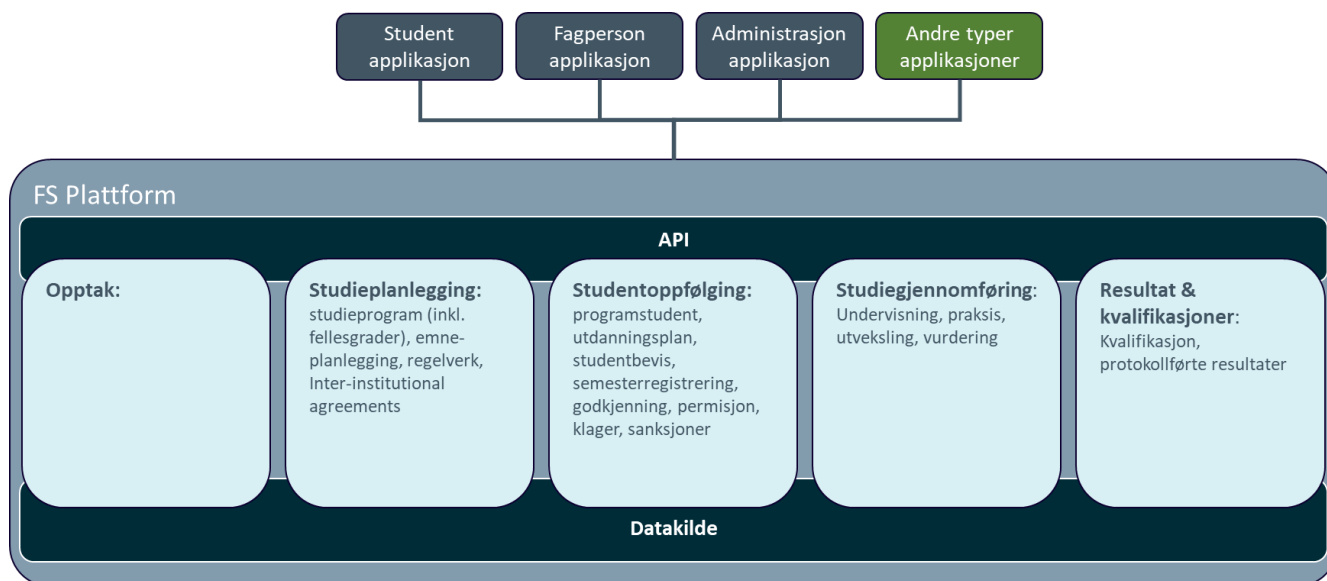 Student
applikasjon
Fagperson
applikasjon
Administrasjon
applikasjon
Andre typer
applikasjoner
FS Plattform
API
Opptak:
Studieplanlegging:
studieprogram (inkl.
fellesgrader), emne-
planlegging, regelverk,
Inter-institutional
agreements
Studentoppfølging:
programstudent,
utdanningsplan,
studentbevis,
semesterregistrering,
godkjenning, permisjon,
klager, sanksjoner
Studiegjennomføring:
Undervisning, praksis,
utveksling, vurdering
Resultat &
kvalifikasjoner:
Kvalifikasjon,
protokollførte resultater
Datakilde